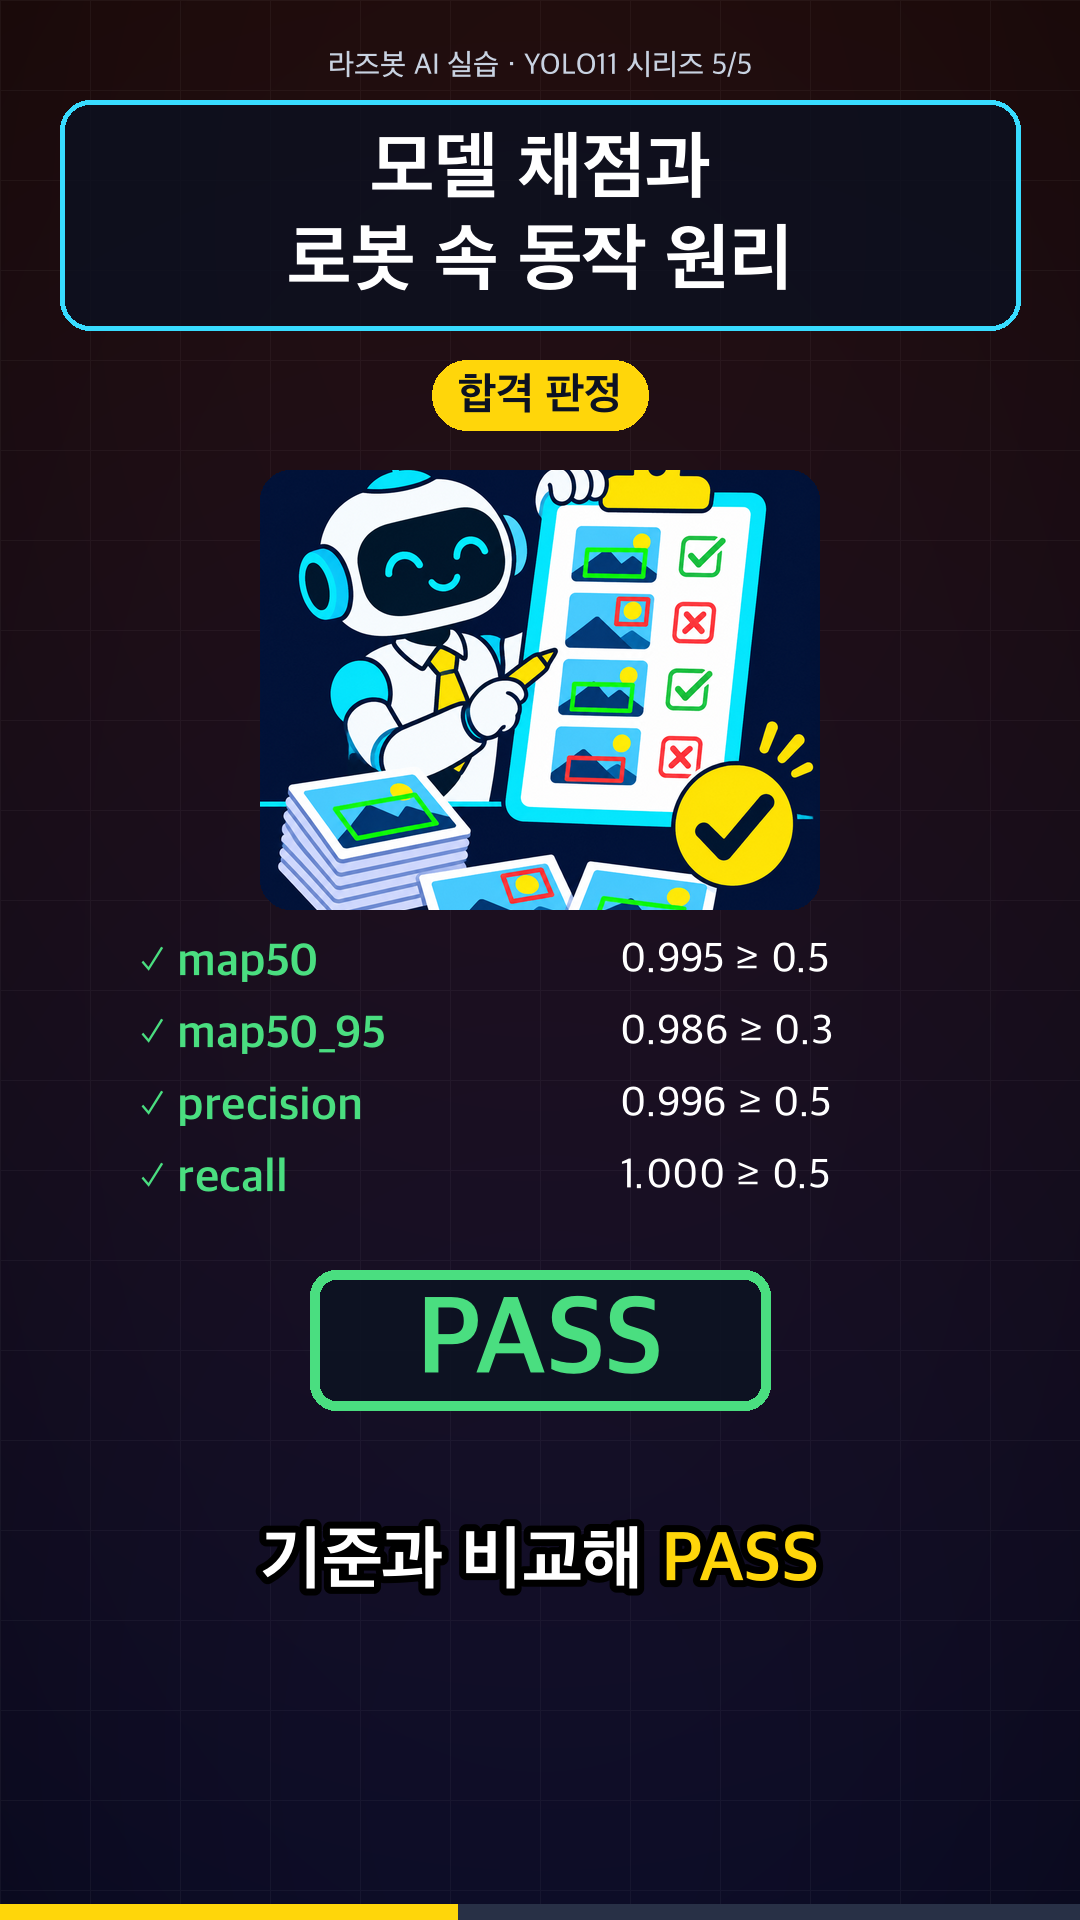 라즈봇 AI 실습 · YOLO11 시리즈 5/5
모델 채점과
로봇 속 동작 원리
합격 판정
✓ map50 0.995 ≥ 0.5
✓ map50_95 0.986 ≥ 0.3
✓ precision 0.996 ≥ 0.5
✓ recall 1.000 ≥ 0.5
PASS
기준과 비교해 PASS